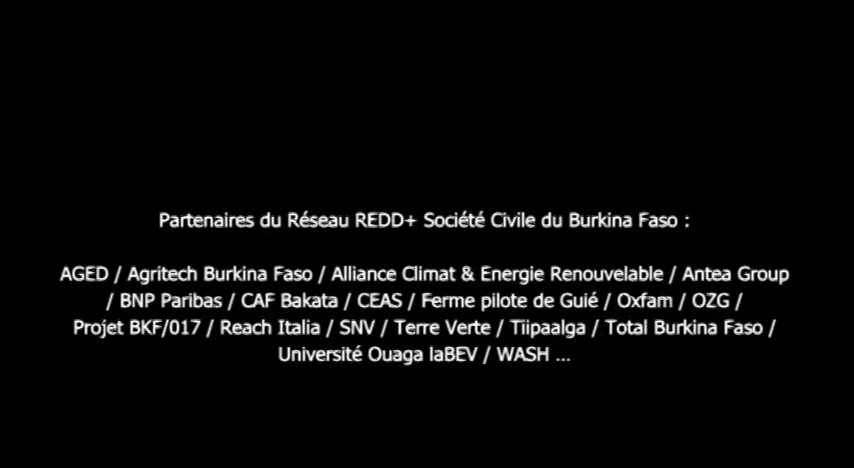 Partenaires du Réseau REDD+ Société Civile du Burkina Faso :
AGED / Agritech Burkina Faso / Alliance Climat & Energie Renouvelable / Antea Group
/ BNP Paribas / CAF Bakata / CEAS / Ferme pilote de Guié / Oxfam / OZG /
Projet BKF/017 / Reach Italia / SNV / Terre Verte / Tiipaalga / Total Burkina Faso /
Université Ouaga laBEV / WASH ...